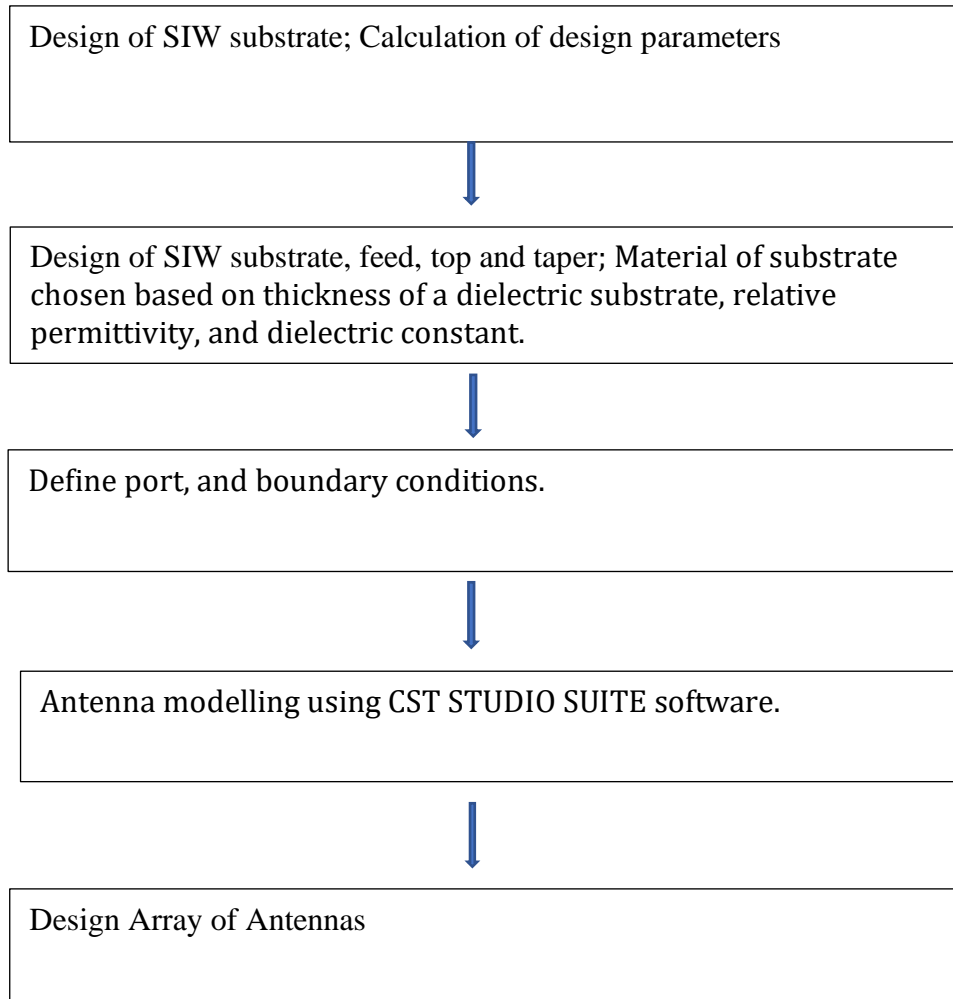 Design of SIW substrate; Calculation of design parameters
Design of SIW substrate, feed, top and taper; Material of substrate
chosen based on thickness of a dielectric substrate, relative
permittivity, and dielectric constant.
Define port, and boundary conditions.
Antenna modelling using CST STUDIO SUITE software.
Design Array of Antennas